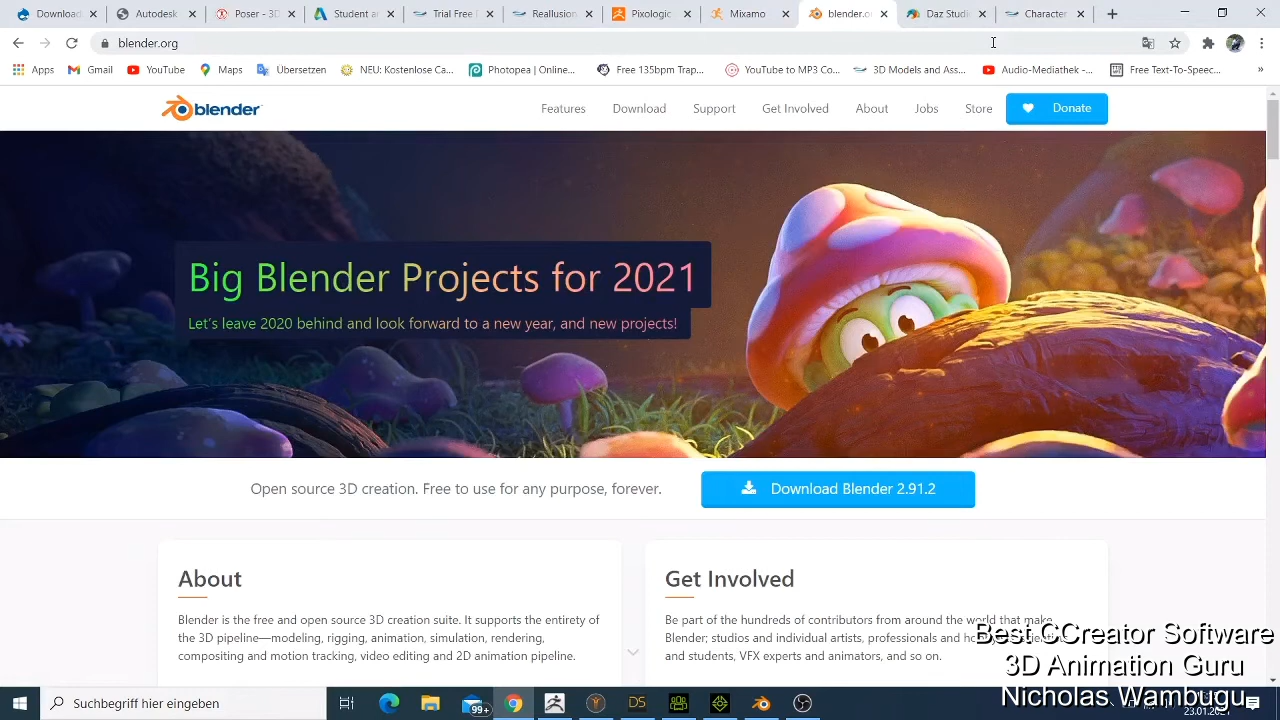 Download
Autodesk
Poser - 3D
Student an
Trial Free D
Reallusion
Pixologic
Mixamo
blender.o
Daz Studi
Character
blender.org
Apps
Gmail
YouTube
Maps
Übersetzen
NEU: Kostenlose Ca...
Photopea | Online...
Free 135bpm Trap...
YouTube to MP3 Co...
3D Models and Ass...
Audio-Mediathek -...
Free Text-To-Speec...
»
blender
Features
Download
Support
Get Involved
About
Jobs
Store
Donate
Big Blender Projects for 2021
Let's leave 2020 behind and look forward to a new year, and new projects!
Open source 3D creation. Free to use for any purpose, forever.
Download Blender 2.91.2
About
Blender is the free and open source 3D creation suite. It supports the entirety of
the 3D pipeline—modeling, rigging, animation, simulation, rendering,
compositing and motion tracking, video editing and 2D animation pipeline.
Get Involved
Be part of the hundreds of contributors from around the world that make
Blender; studios and individual artists, professionals and
and students, VFX experts and animators, and so on.
Best CCreator Software
3D Animation Guru
Nicholas Wambugu
Suchbegriff hier eingeben
99+
DS